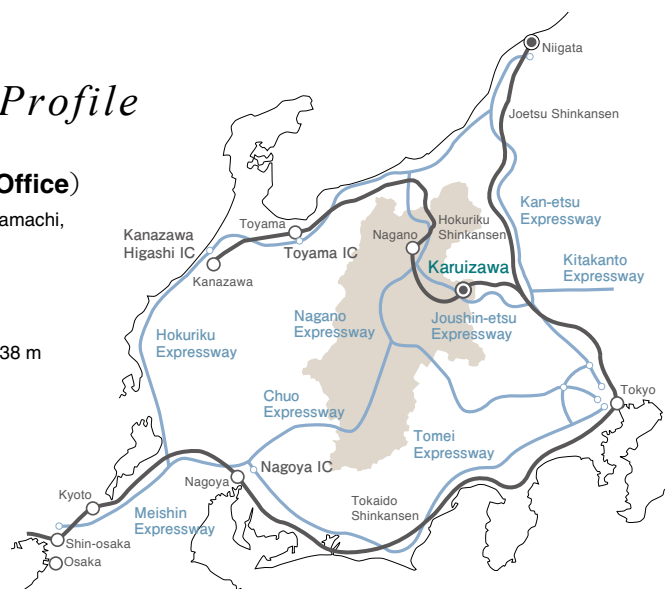 Profile
Office）
amachi,
38 m
Niigata
Joetsu Shinkansen
Kan-etsu
Expressway
Kitakanto
Expressway
Toyama
Kanazawa
Higashi IC
Toyama IC
Kanazawa
Nagano
Hokuriku
Shinkansen
Karuizawa
Nagano
Expressway
Joushin-etsu
Expressway
Hokuriku
Expressway
Chuo
Expressway
Tokyo
Tomei
Expressway
Nagoya IC
Nagoya
Kyoto
Meishin
Expressway
Tokaido
Shinkansen
Shin-osaka
Osaka